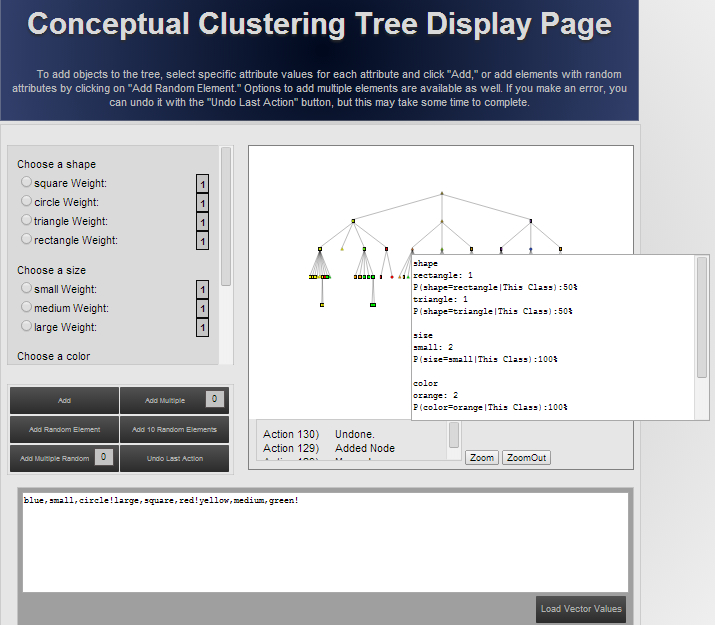 Conceptual Clustering Tree Display Page
To add objects to the tree, select specific attribute values for each attribute and click "Add," or add elements with random
attributes by clicking on "Add Random Element." Options to add multiple elements are available as well. If you make an error, you
can undo it with the "Undo Last Action" button, but this may take some time to complete.
Choose a shape
square Weight: 1
circle Weight: 1
triangle Weight: 1
rectangle Weight: 1
Choose a size
small Weight: 1
medium Weight: 1
large Weight: 1
Choose a color
shape
rectangle: 1
P(shape=rectangle|This Class):50%
triangle: 1
P(shape=triangle|This Class):50%
size
small: 2
P(size=small|This Class):100%
color
orange: 2
P(color=orange|This Class):100%
Add
Add Multiple 0
Add Random Element
Add 10 Random Elements
Add Multiple Random 0
Undo Last Action
Action 130) Undone.
Action 129) Added Node
Zoom
ZoomOut
blue,small,circle!large,square,red!yellow,medium,green!
Load Vector Values